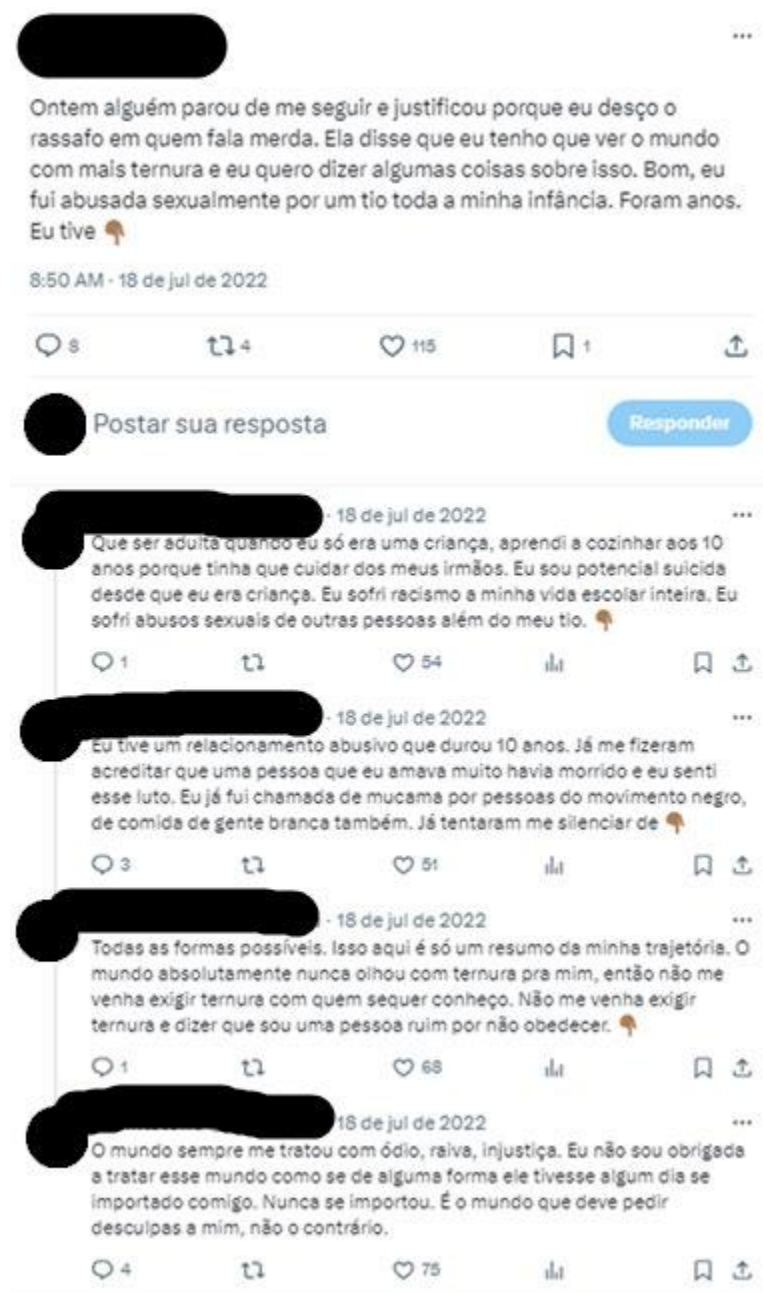 Ontem alguém parou de me seguir e justificou porque eu desço o
rassafo em quem fala merda. Ela disse que eu tenho que ver o mundo
com mais ternura e eu quero dizer algumas coisas sobre isso. Bom, eu
fui abusada sexualmente por um tio toda a minha infância. Foram anos.
Eu tive 👇🏾
8:50 AM · 18 de jul de 2022
8 4 115 1
Postar sua resposta Responder
· 18 de jul de 2022
Que ser adulta quando eu só era uma criança, aprendi a cozinhar aos 10
anos porque tinha que cuidar dos meus irmãos. Eu sou potencial suicida
desde que eu era criança. Eu sofri racismo a minha vida escolar inteira. Eu
sofri abusos sexuais de outras pessoas além do meu tio. 👇🏾
1 54
· 18 de jul de 2022
Eu tive um relacionamento abusivo que durou 10 anos. Já me fizeram
acreditar que uma pessoa que eu amava muito havia morrido e eu senti
esse luto. Eu já fui chamada de mucama por pessoas do movimento negro,
de comida de gente branca também. Já tentaram me silenciar de 👇🏾
3 51
· 18 de jul de 2022
Todas as formas possíveis. Isso aqui é só um resumo da minha trajetória. O
mundo absolutamente nunca olhou com ternura pra mim, então não me
venha exigir ternura com quem sequer conheço. Não me venha exigir
ternura e dizer que sou uma pessoa ruim por não obedecer. 👇🏾
1 68
18 de jul de 2022
O mundo sempre me tratou com ódio, raiva, injustiça. Eu não sou obrigada
a tratar esse mundo como se de alguma forma ele tivesse algum dia se
importado comigo. Nunca se importou. É o mundo que deve pedir
desculpas a mim, não o contrário.
4 75